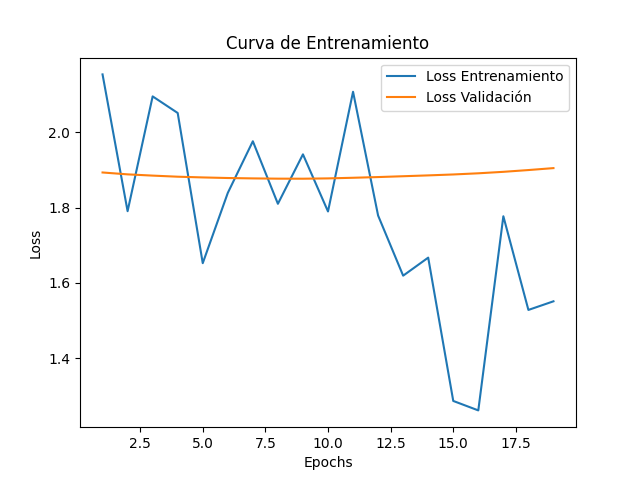 Curva de Entrenamiento
Loss Entrenamiento
Loss Validación
Loss
2.0
1.8
1.6
1.4
2.5
5.0
7.5
10.0
12.5
15.0
17.5
Epochs